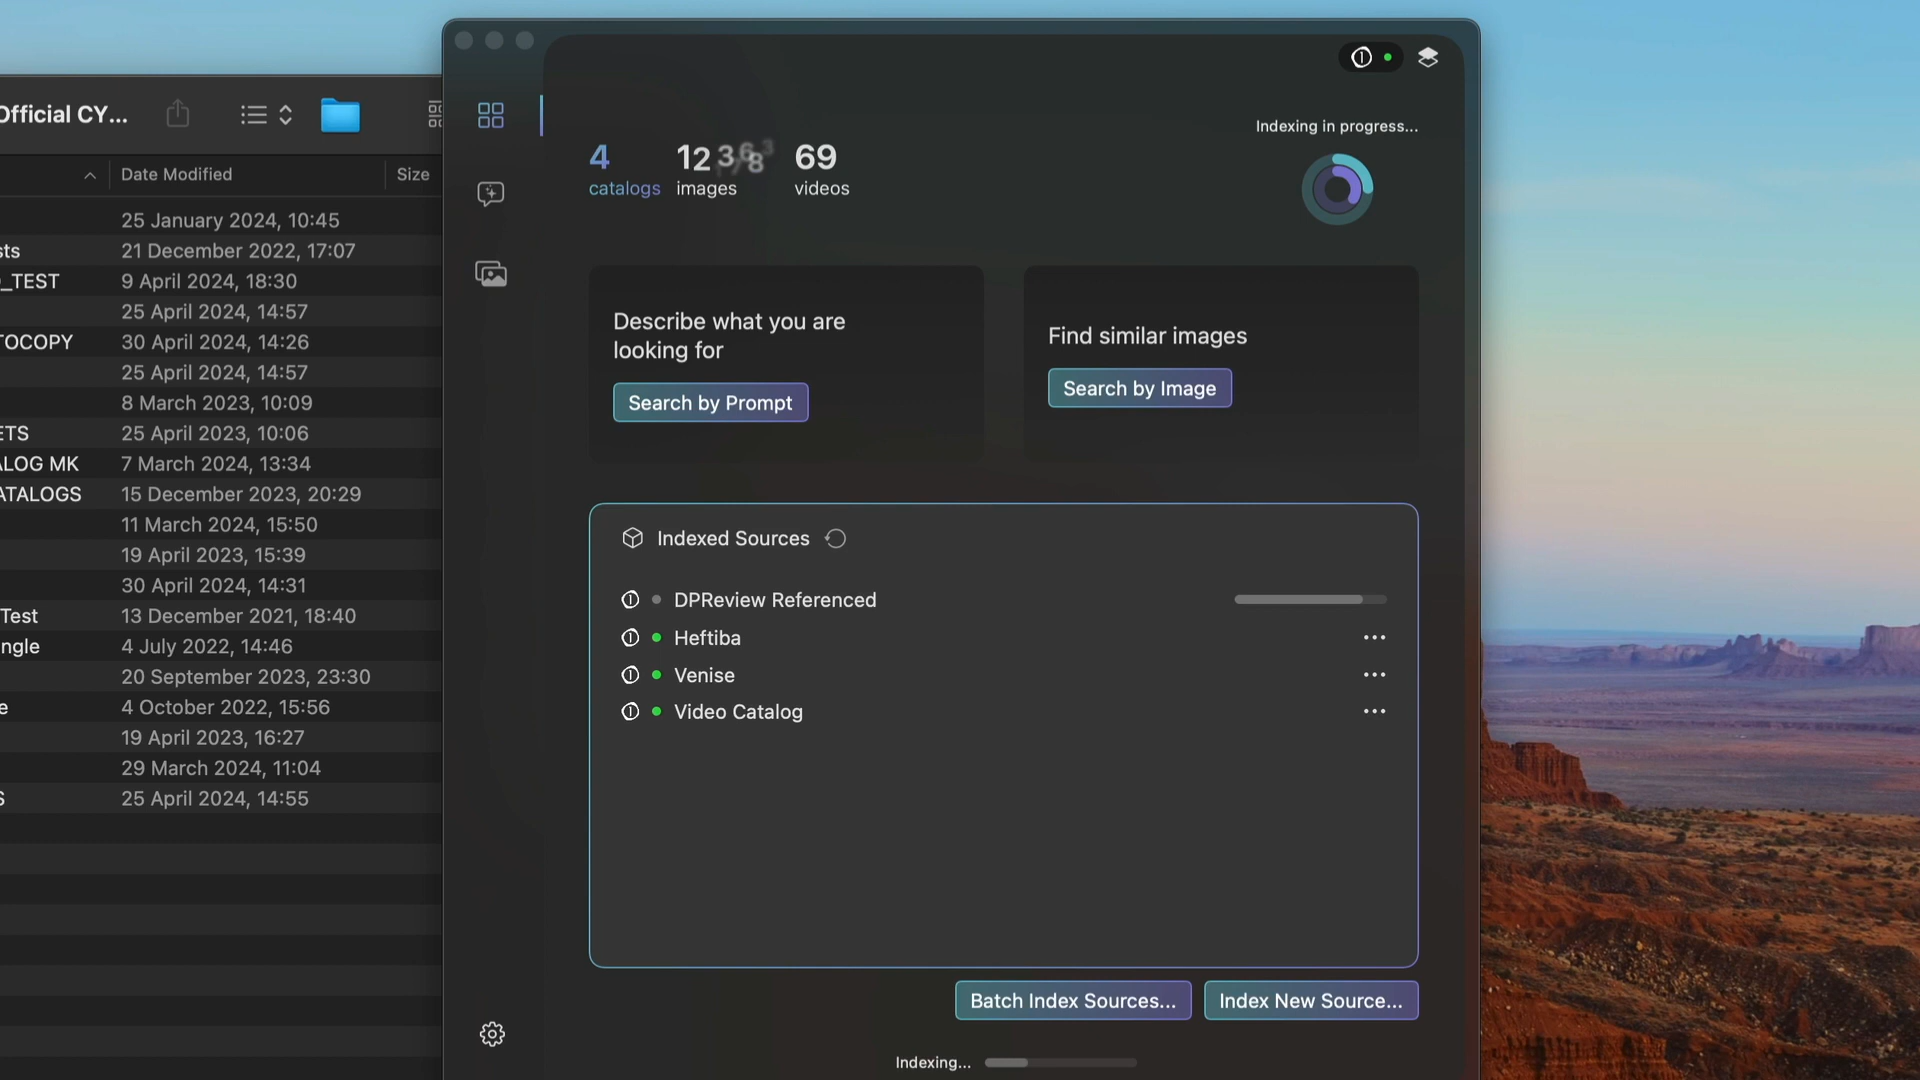 Official CY...
Date Modified
Size
25 January 2024, 10:45
sts
21 December 2022, 17:07
_TEST
9 April 2024, 18:30
25 April 2024, 14:57
TOCOPY
30 April 2024, 14:26
25 April 2024, 14:57
8 March 2023, 10:09
ETS
25 April 2023, 10:06
ALOG MK
7 March 2024, 13:34
ATALOGS
15 December 2023, 20:29
11 March 2024, 15:50
19 April 2023, 15:39
30 April 2024, 14:31
Test
13 December 2021, 18:40
ngle
4 July 2022, 14:46
20 September 2023, 23:30
e
4 October 2022, 15:56
19 April 2023, 16:27
29 March 2024, 11:04
S
25 April 2024, 14:55
Indexing in progress...
4
catalogs
12
images
69
videos
Describe what you are
looking for
Search by Prompt
Find similar images
Search by Image
Indexed Sources
DPReview Referenced
Heftiba
Venise
Video Catalog
Batch Index Sources...
Index New Source...
Indexing...